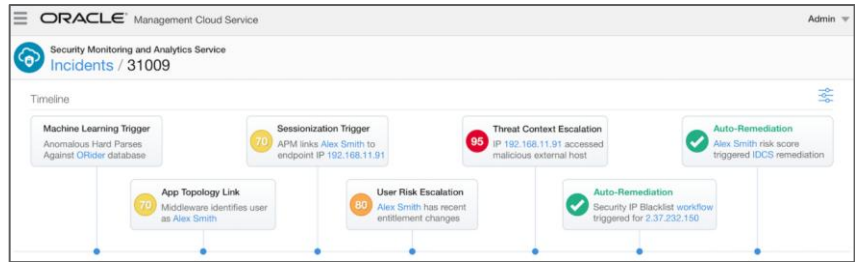 ORACLE Management Cloud Service
Admin
Security Monitoring and Analytics Service
Incidents / 31009
Timeline
Machine Learning Trigger
Anomalous Hard Parses
Against ORider database
70
Sessionization Trigger
APM links Alex Smith to
endpoint IP 192.168.11.91
95
Threat Context Escalation
IP 192.168.11.91 accessed
malicious external host
Auto-Remediation
Alex Smith risk score
triggered IDCS remediation
70
App Topology Link
Middleware identifies user
as Alex Smith
80
User Risk Escalation
Alex Smith has recent
entitlement changes
Auto-Remediation
Security IP Blacklist workflow
triggered for 2.37.232.150